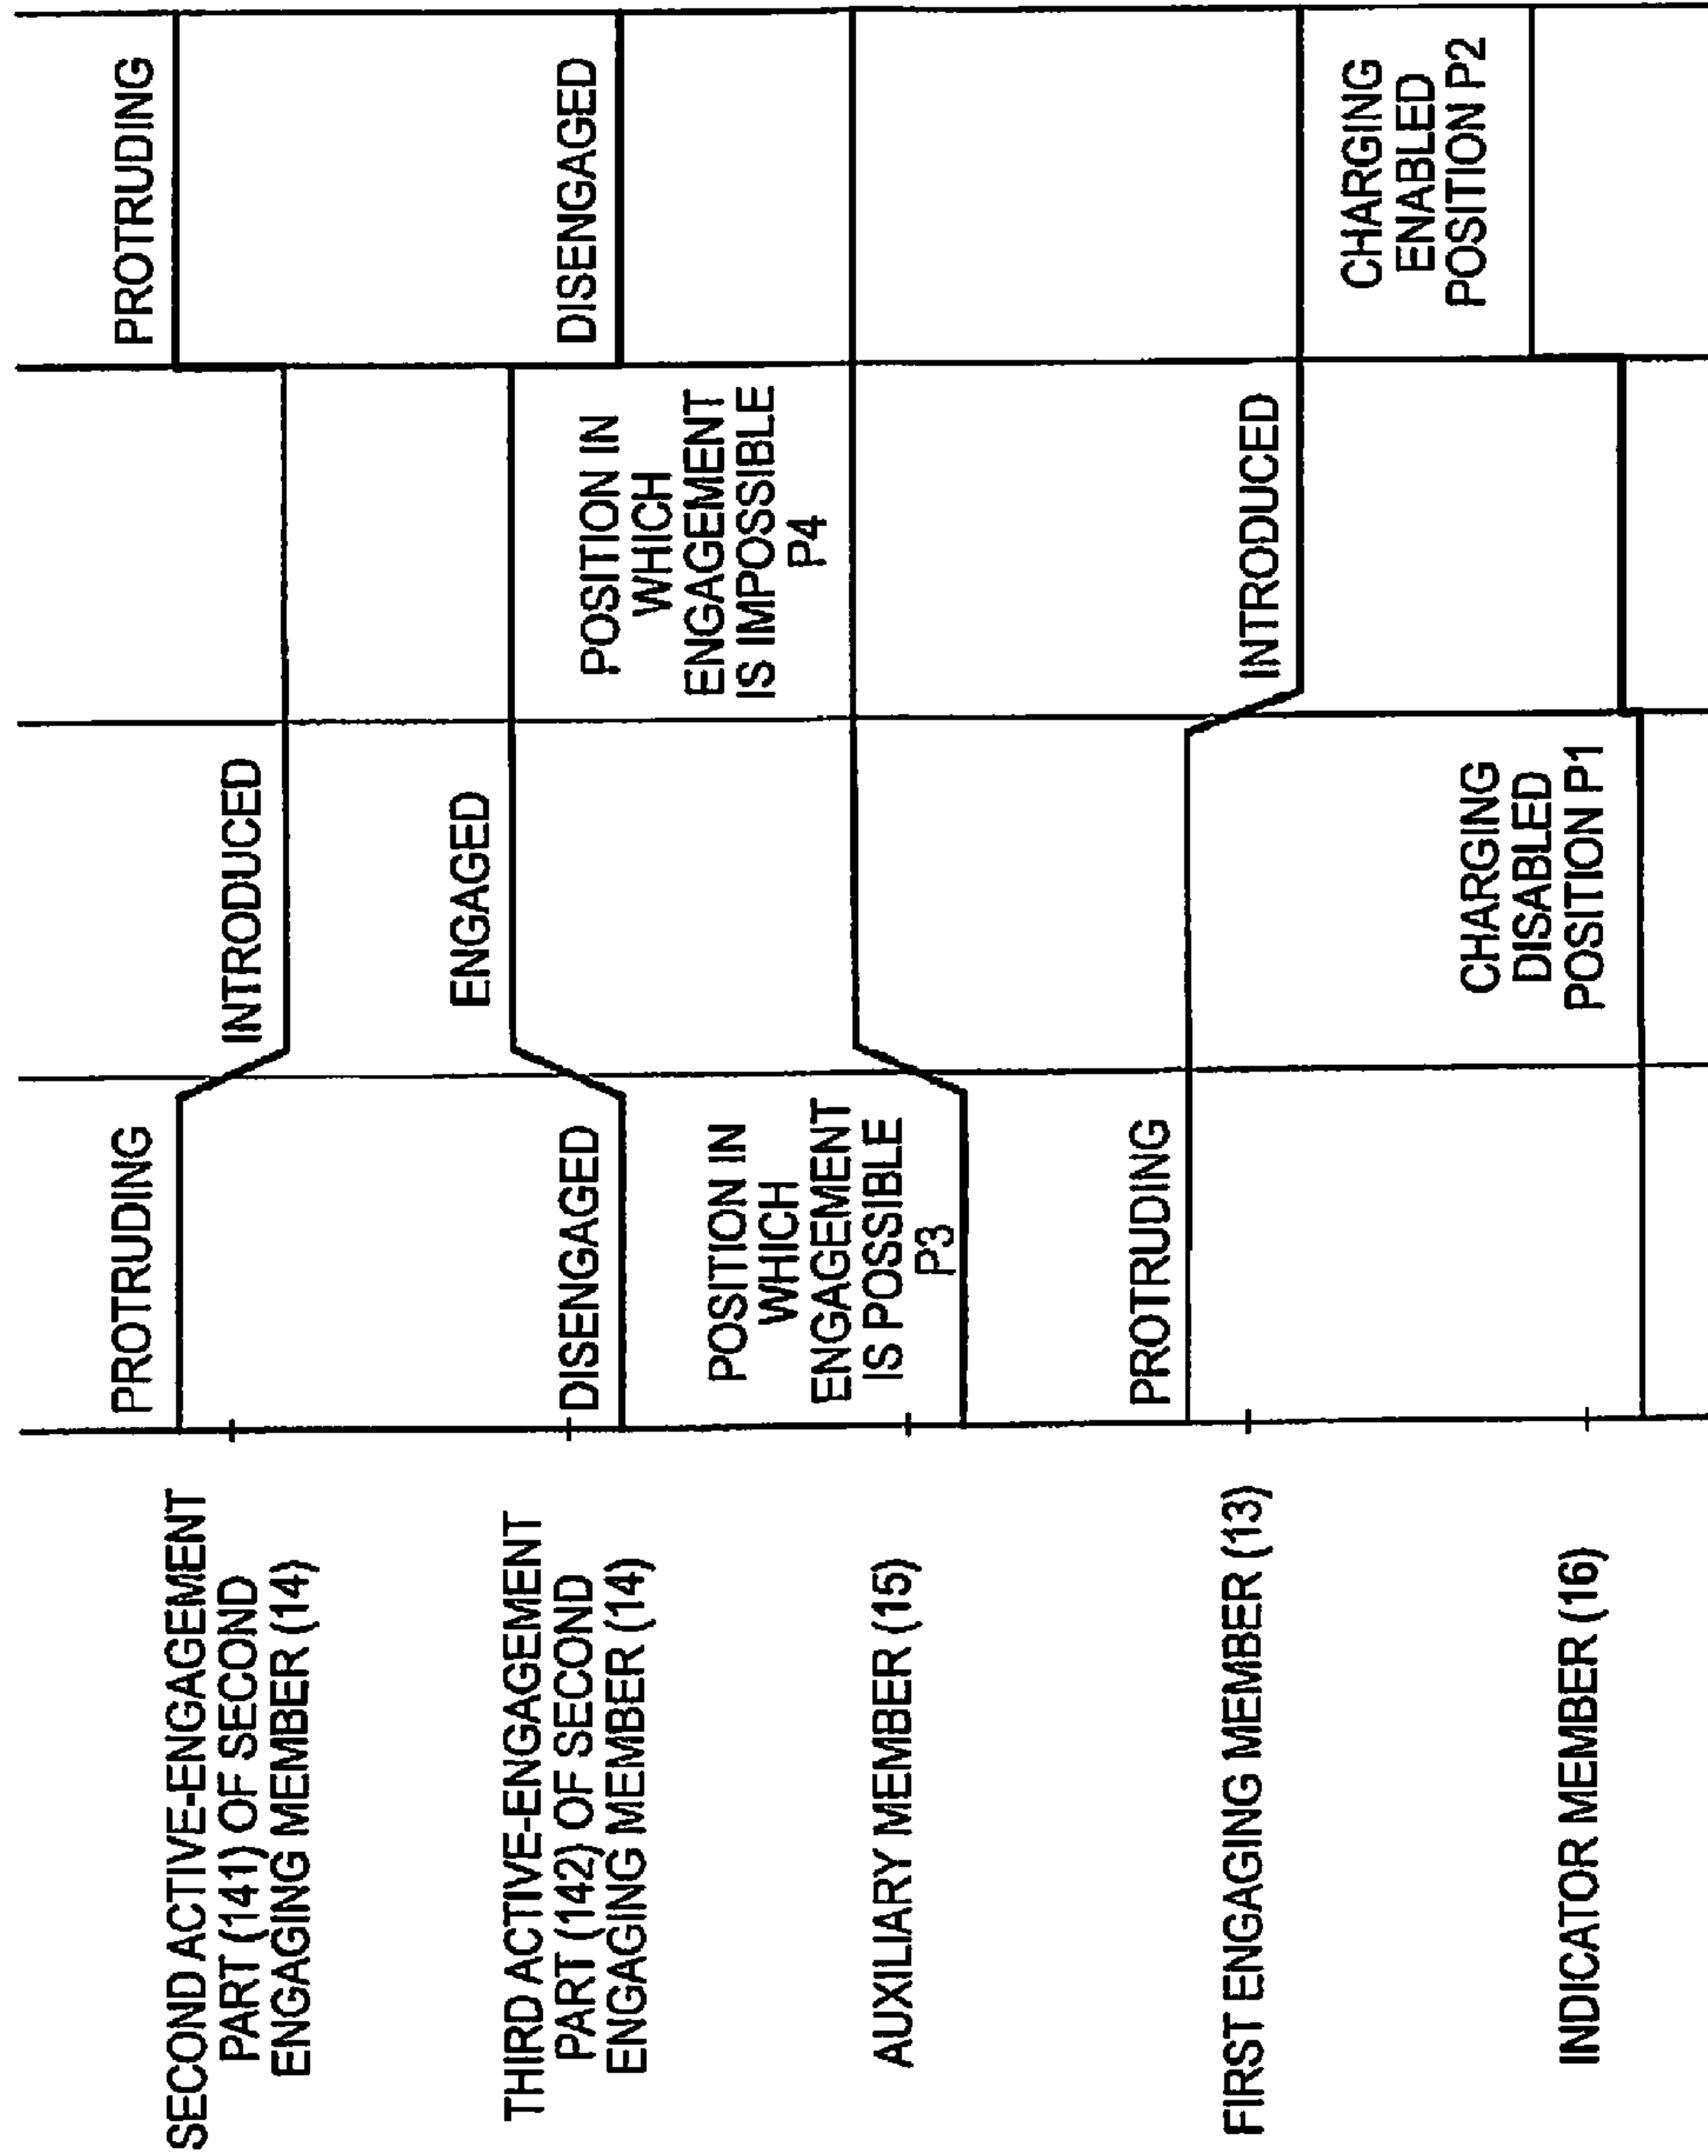 SECOND ACTIVE-ENGAGEMENT
PART (141) OF SECOND
ENGAGING MEMBER (14)
PROTRUDING
INTRODUCED
PROTRUDING
THIRD ACTIVE-ENGAGEMENT
PART (142) OF SECOND
ENGAGING MEMBER (14)
DISENGAGED
ENGAGED
DISENGAGED
AUXILIARY MEMBER (15)
POSITION IN
WHICH
ENGAGEMENT
IS POSSIBLE
P3
POSITION IN
WHICH
ENGAGEMENT
IS IMPOSSIBLE
P4
FIRST ENGAGING MEMBER (13)
PROTRUDING
INTRODUCED
INDICATOR MEMBER (16)
CHARGING
DISABLED
POSITION P1
CHARGING
ENABLED
POSITION P2